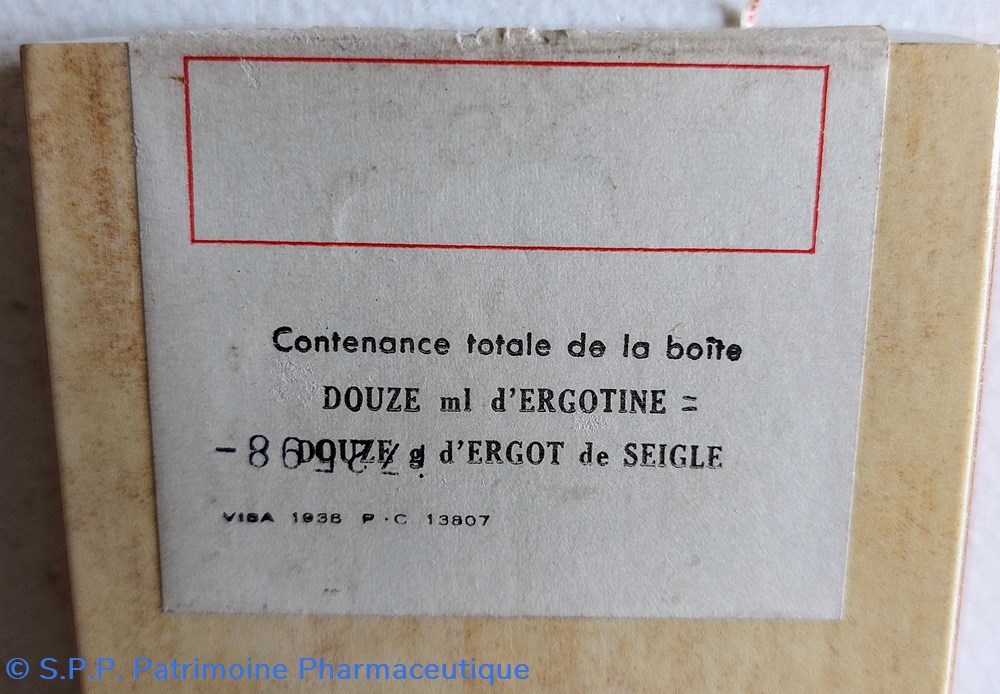 Contenance totale de la boîte
DOUZE ml d'ERGOTINE =
DOUZE g d'ERGOT de SEIGLE
VISA 1938 P.C 13807
© S.P.P. Patrimoine Pharmaceutique